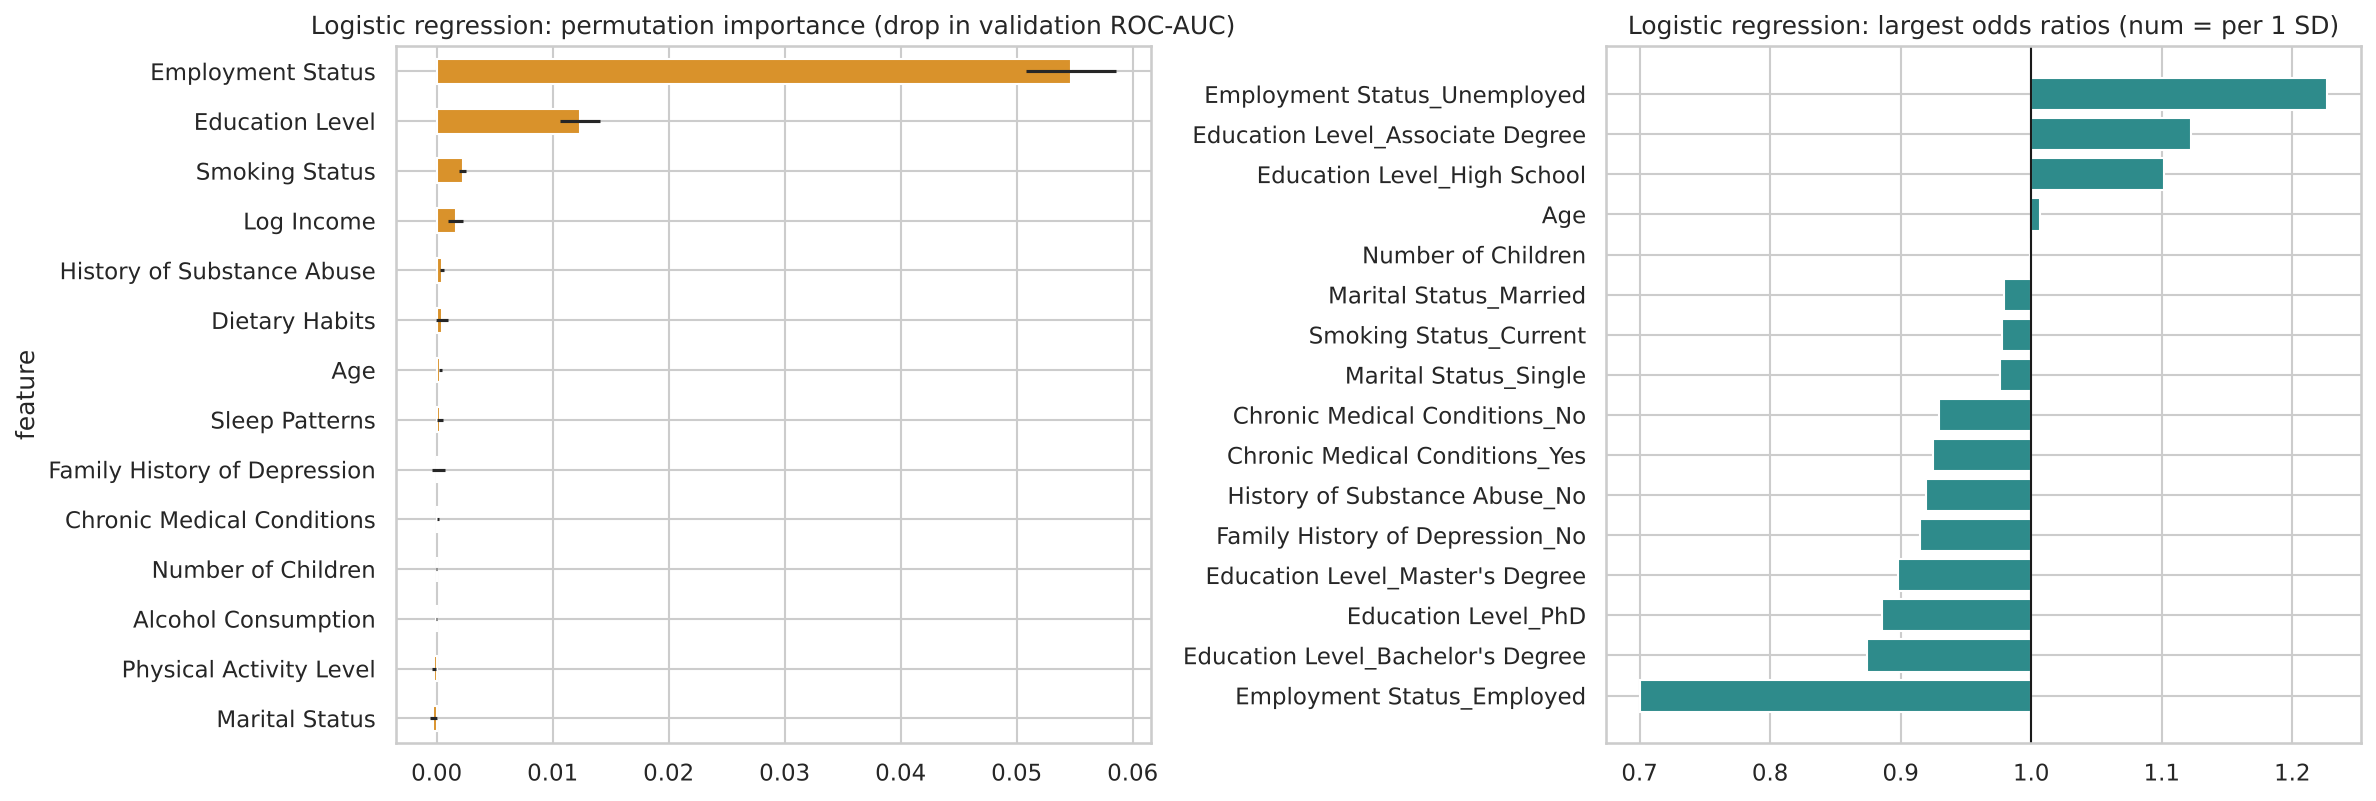 Logistic regression: permutation importance (drop in validation ROC-AUC)
feature
Employment Status
Education Level
Smoking Status
Log Income
History of Substance Abuse
Dietary Habits
Age
Sleep Patterns
Family History of Depression
Chronic Medical Conditions
Number of Children
Alcohol Consumption
Physical Activity Level
Marital Status
0.00 0.01 0.02 0.03 0.04 0.05 0.06
Logistic regression: largest odds ratios (num = per 1 SD)
Employment Status_Unemployed
Education Level_Associate Degree
Education Level_High School
Age
Number of Children
Marital Status_Married
Smoking Status_Current
Marital Status_Single
Chronic Medical Conditions_No
Chronic Medical Conditions_Yes
History of Substance Abuse_No
Family History of Depression_No
Education Level_Master's Degree
Education Level_PhD
Education Level_Bachelor's Degree
Employment Status_Employed
0.7 0.8 0.9 1.0 1.1 1.2